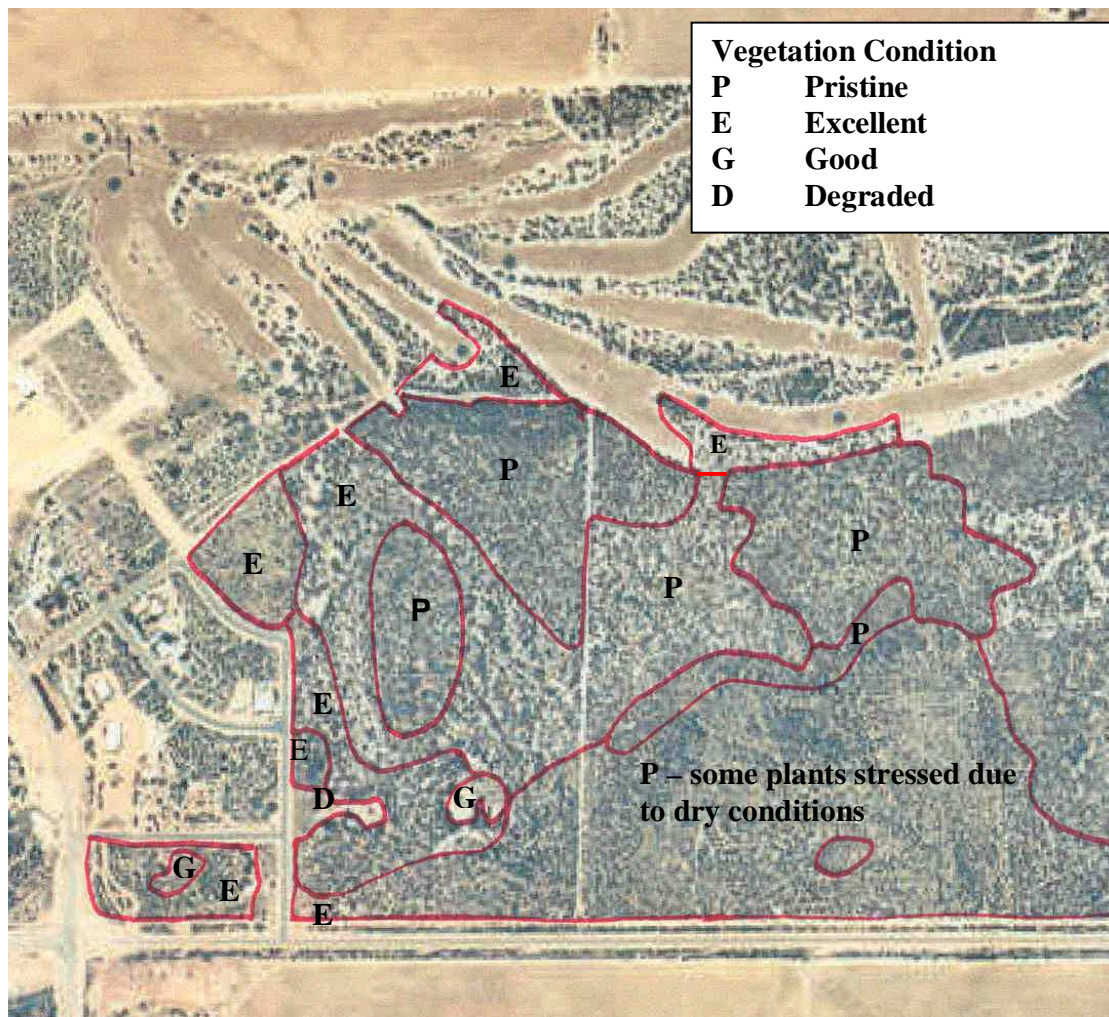 Vegetation Condition
P Pristine
E Excellent
G Good
D Degraded
E
E
P
E
P
E
P
P
P
E
E
P – some plants stressed due
to dry conditions
D
G
G
E
E